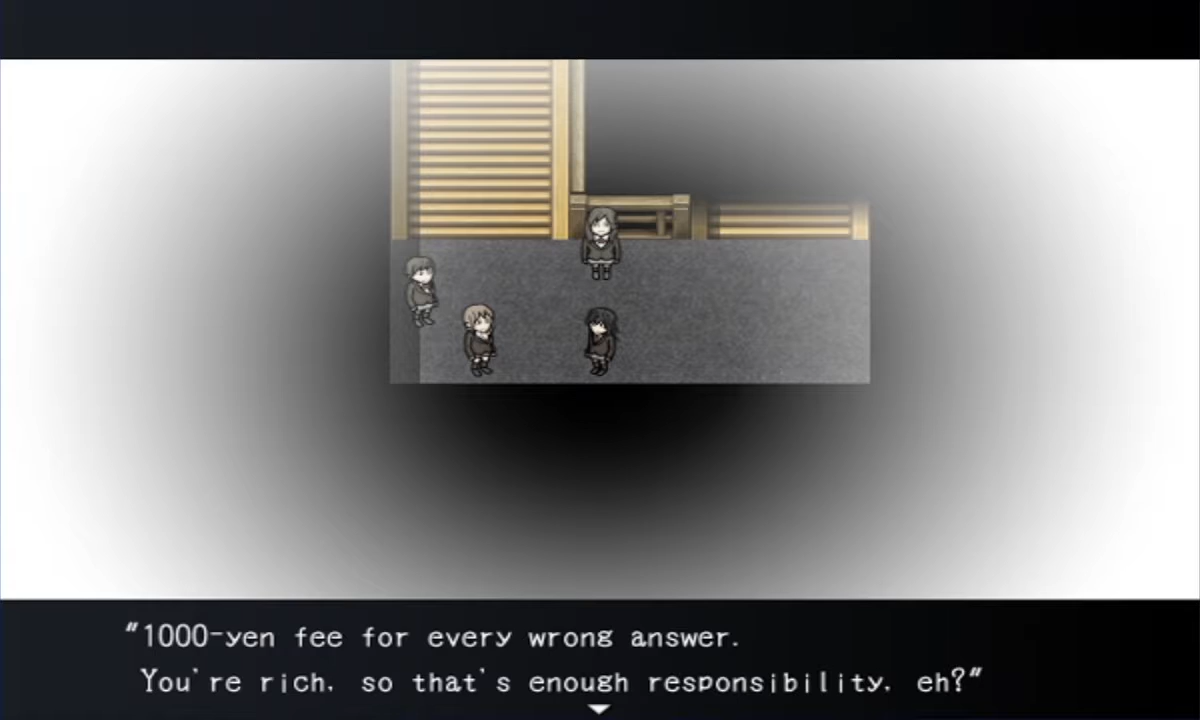 "1000-yen fee for every wrong answer.
You're rich, so that's enough responsibility, eh?"